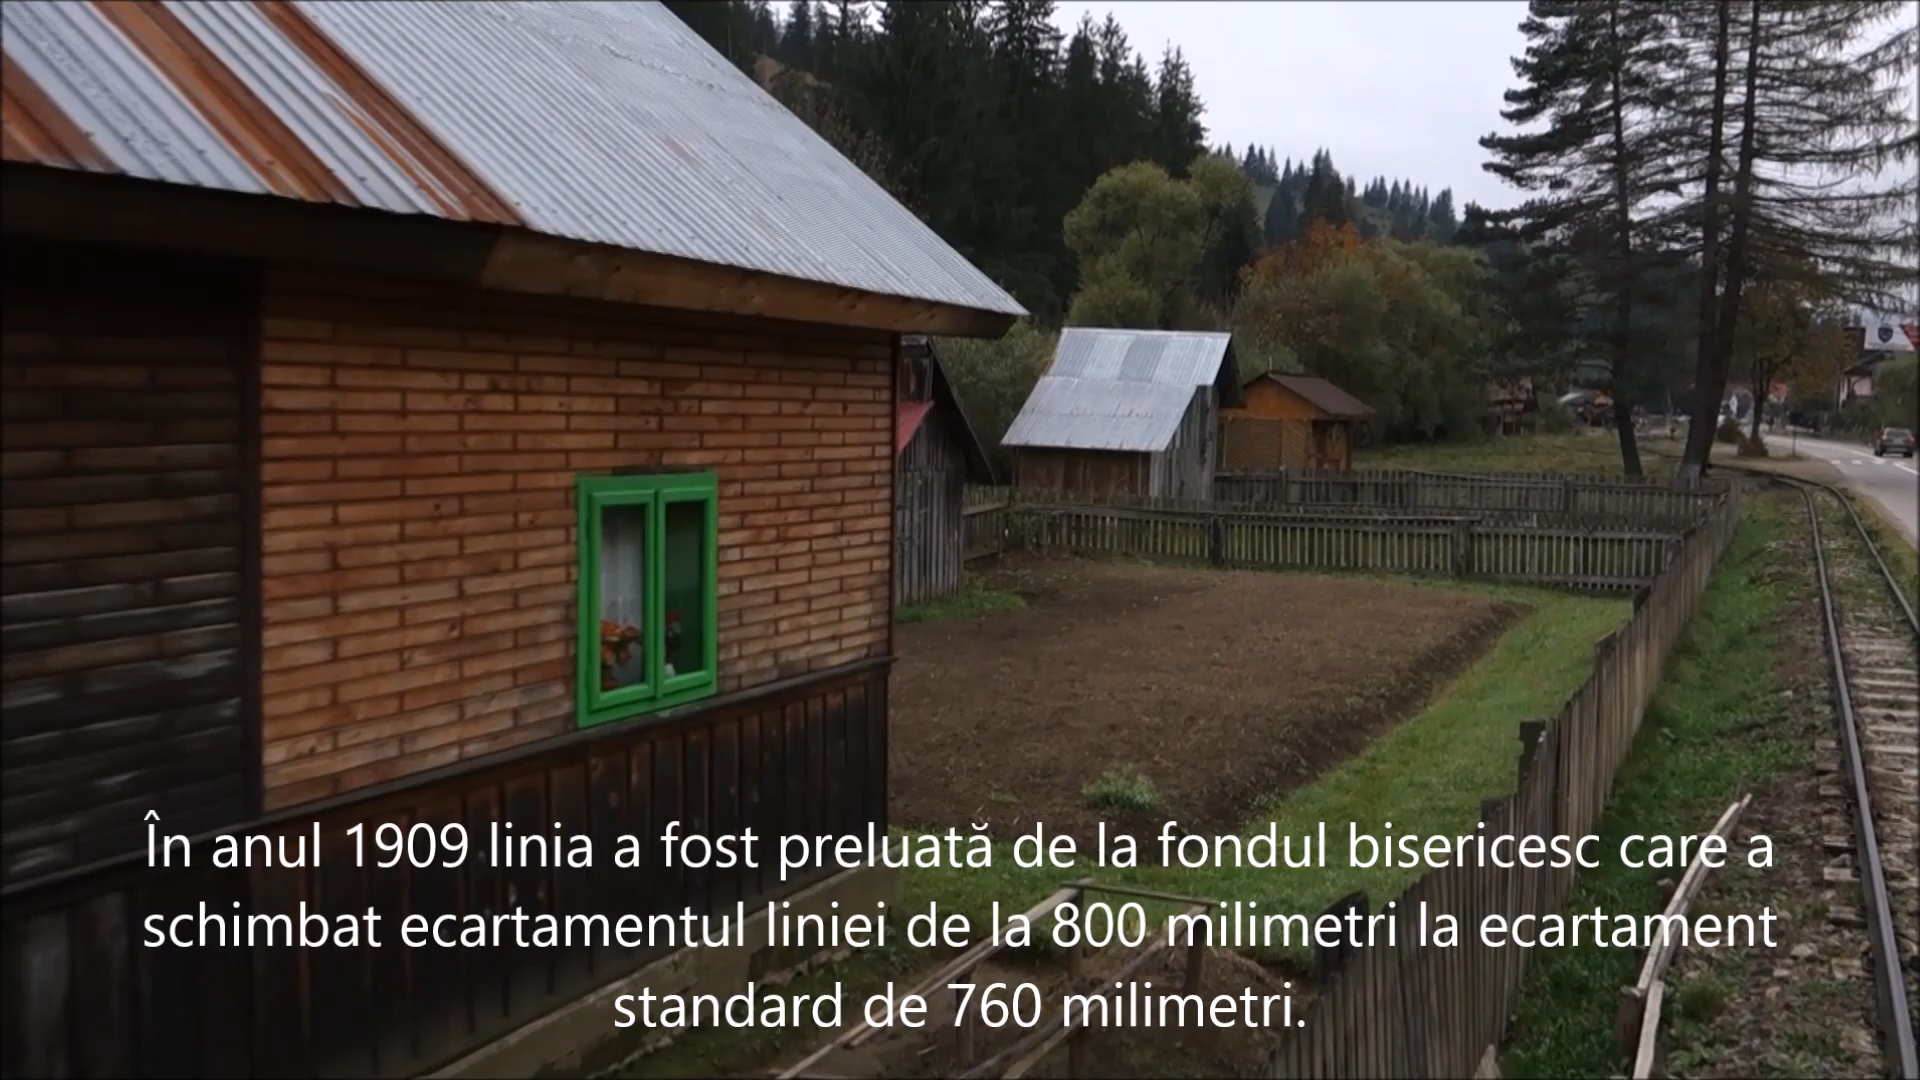 În anul 1909 linia a fost preluată de la fondul bisericesc care a
schimbat ecartamentul liniei de la 800 milimetri la ecartament
standard de 760 milimetri.